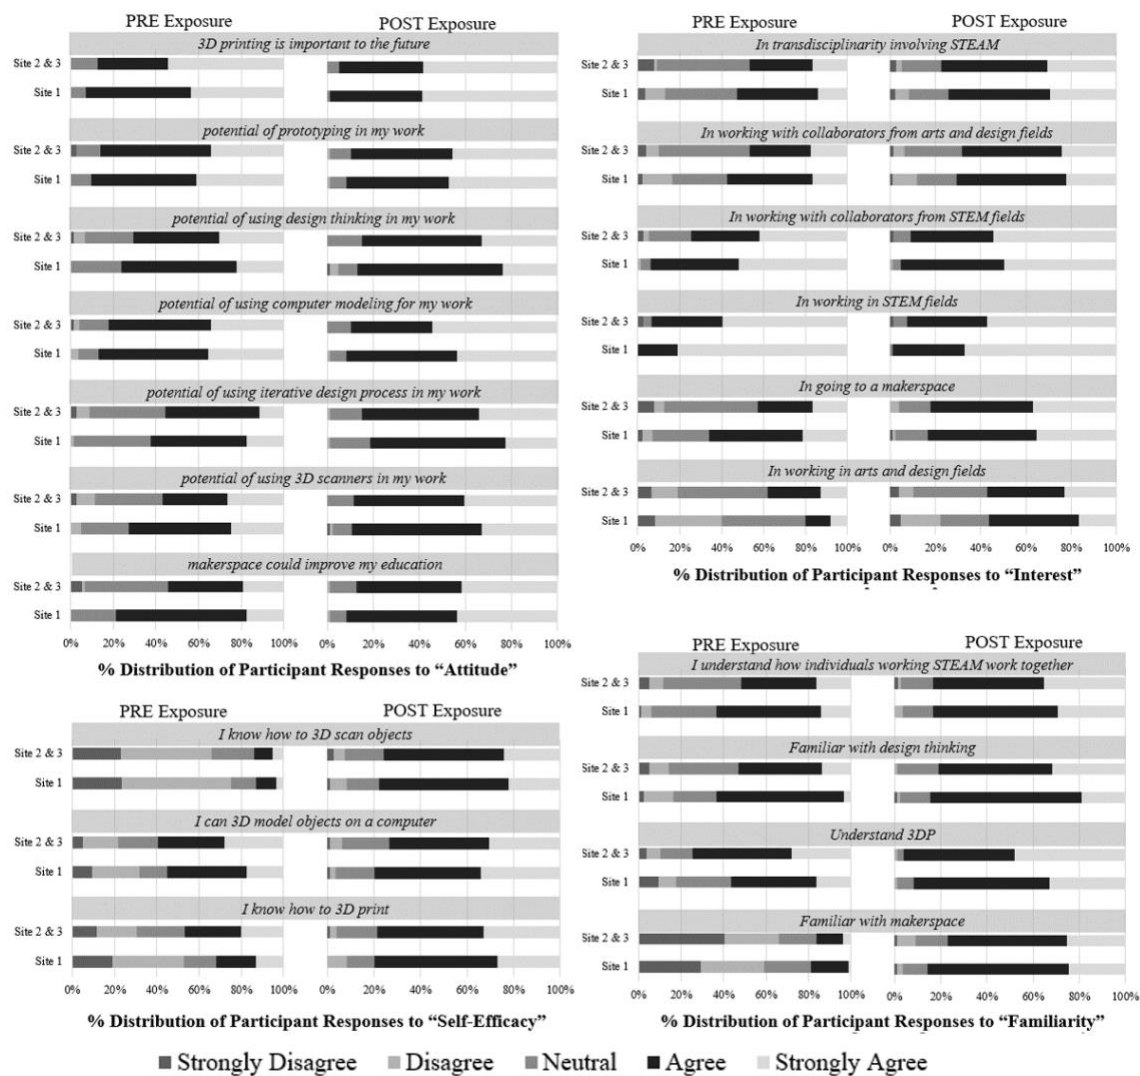 PRE Exposure
POST Exposure
3D printing is important to the future
Site 2 & 3
Site 1
potential of prototyping in my work
Site 2 & 3
Site 1
potential of using design thinking in my work
Site 2 & 3
Site 1
potential of using computer modeling for my work
Site 2 & 3
Site 1
potential of using iterative design process in my work
Site 2 & 3
Site 1
potential of using 3D scanners in my work
Site 2 & 3
Site 1
makerspace could improve my education
Site 2 & 3
Site 1
0% 20% 40% 60% 80% 100% 0% 20% 40% 60% 80% 100%
% Distribution of Participant Responses to “Attitude”
PRE Exposure
POST Exposure
In transdisciplinarity involving STEAM
Site 2 & 3
Site 1
In working with collaborators from arts and design fields
Site 2 & 3
Site 1
In working with collaborators from STEM fields
Site 2 & 3
Site 1
In working in STEM fields
Site 2 & 3
Site 1
In going to a makerspace
Site 2 & 3
Site 1
In working in arts and design fields
Site 2 & 3
Site 1
0% 20% 40% 60% 80% 100% 0% 20% 40% 60% 80% 100%
% Distribution of Participant Responses to “Interest”
PRE Exposure
POST Exposure
I know how to 3D scan objects
Site 2 & 3
Site 1
I can 3D model objects on a computer
Site 2 & 3
Site 1
I know how to 3D print
Site 2 & 3
Site 1
0% 20% 40% 60% 80% 100% 0% 20% 40% 60% 80% 100%
% Distribution of Participant Responses to “Self-Efficacy”
PRE Exposure
POST Exposure
I understand how individuals working STEAM work together
Site 2 & 3
Site 1
Familiar with design thinking
Site 2 & 3
Site 1
Understand 3DP
Site 2 & 3
Site 1
Familiar with makerspace
Site 2 & 3
Site 1
0% 20% 40% 60% 80% 100% 0% 20% 40% 60% 80% 100%
% Distribution of Participant Responses to “Familiarity”
Strongly Disagree Disagree Neutral Agree Strongly Agree